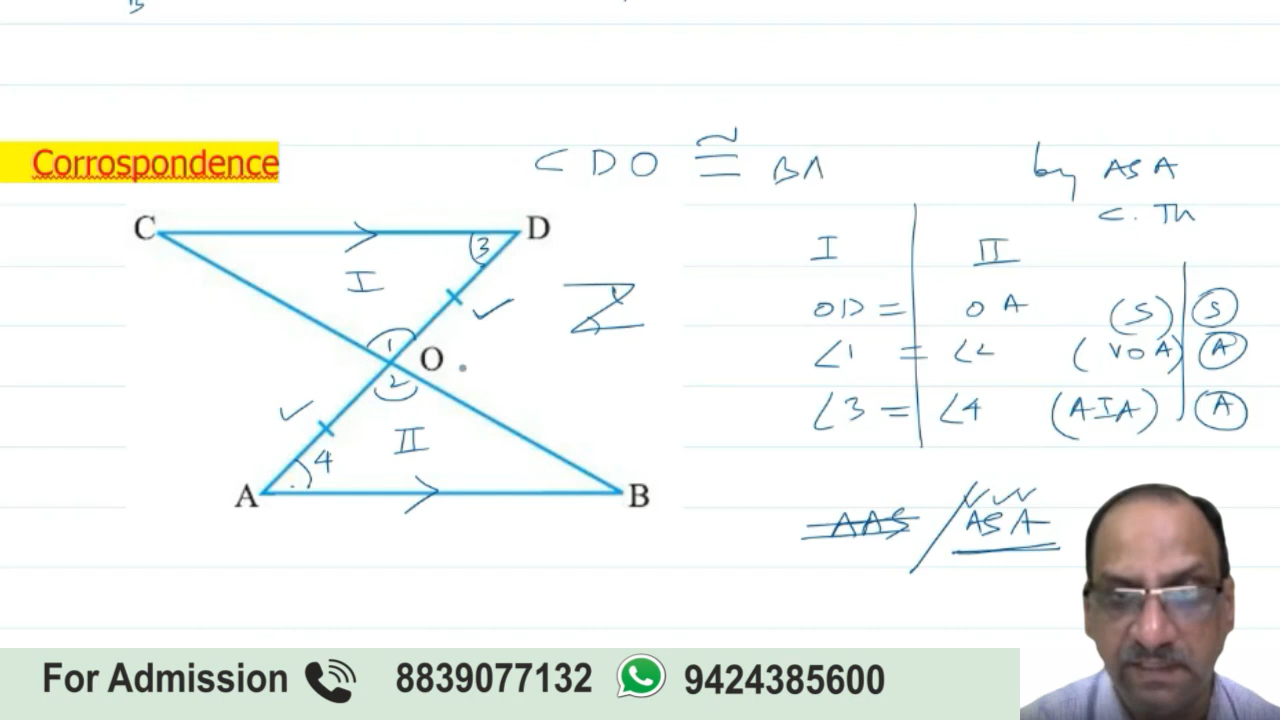 B
Corrospondence
CDO ≅ BA
by ASA
C. Th
C
D
3
I
1
O
2
II
4
A
B
Z
I II
OD = OA (S) S
∠1 = ∠2 (VOA) A
∠3 = ∠4 (AIA) A
AAS / ASA
For Admission 8839077132 9424385600